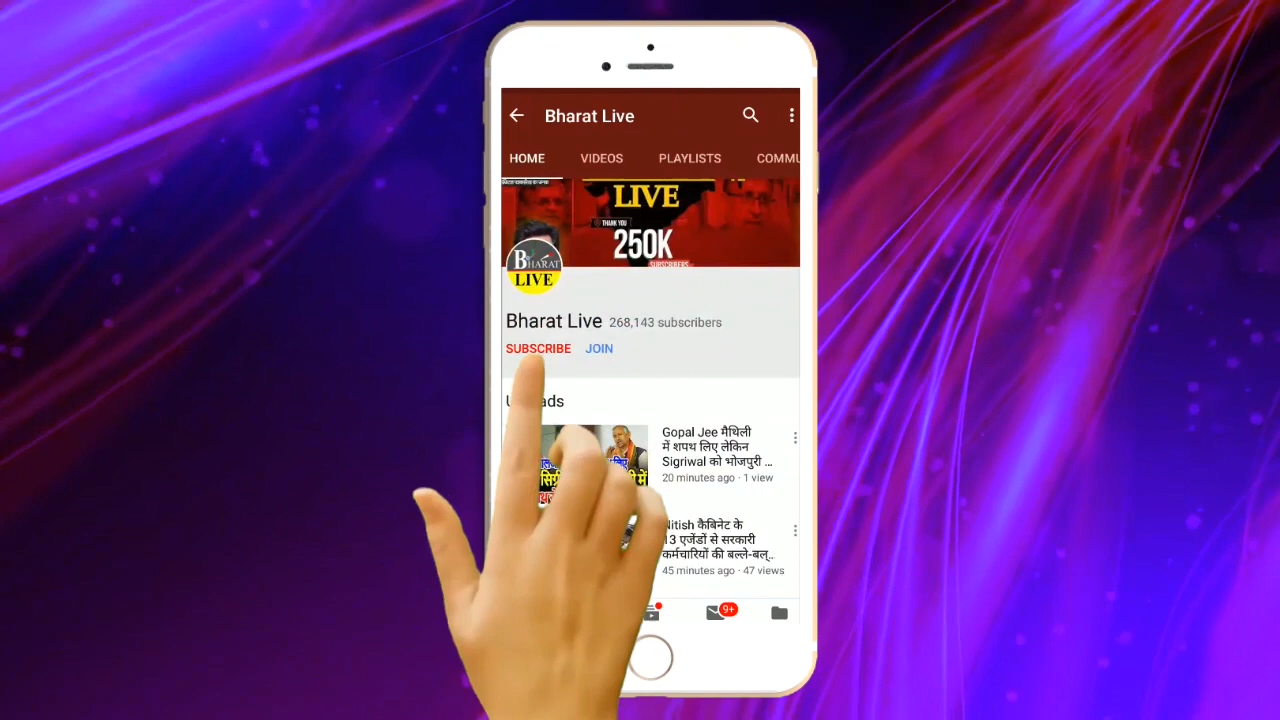 Bharat Live
HOME VIDEOS PLAYLISTS COMMU
LIVE
THANK YOU
250K
SUBSCRIBERS
BHARAT
LIVE
Bharat Live 268,143 subscribers
SUBSCRIBE JOIN
Gopal Jee मैथिली
में शपथ लिए लेकिन
Sigriwal को भोजपुरी ...
20 minutes ago · 1 view
Nitish कैबिनेट के
13 एजेंडों से सरकारी
कर्मचारियों की बल्ले-बल्..
45 minutes ago · 47 views
9+